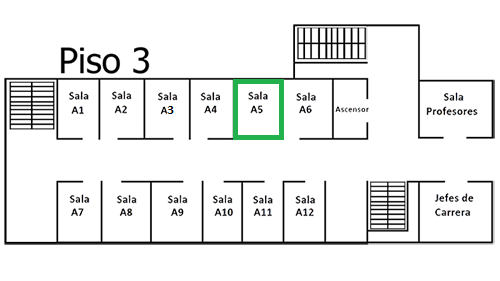 Piso 3
Sala
A1
Sala
A2
Sala
A3
Sala
A4
Sala
A5
Sala
A6
Ascensor
Sala
Profesores
Sala
A7
Sala
A8
Sala
A9
Sala
A10
Sala
A11
Sala
A12
Jefes de
Carrera